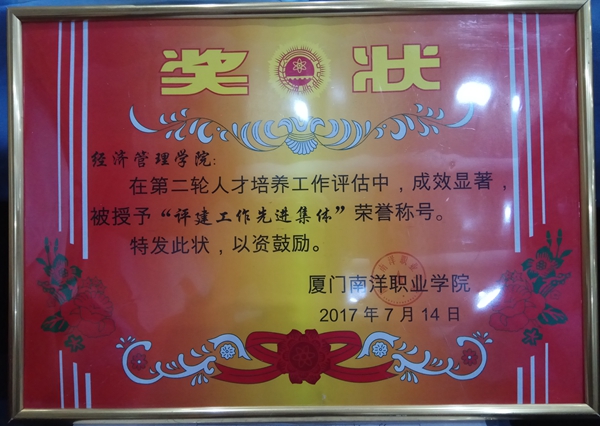 奖 状
经济管理学院:
在第二轮人才培养工作评估中，成效显著，
被授予“评建工作先进集体”荣誉称号。
特发此状，以资鼓励。
厦门南洋职业学院
2017年7月14日